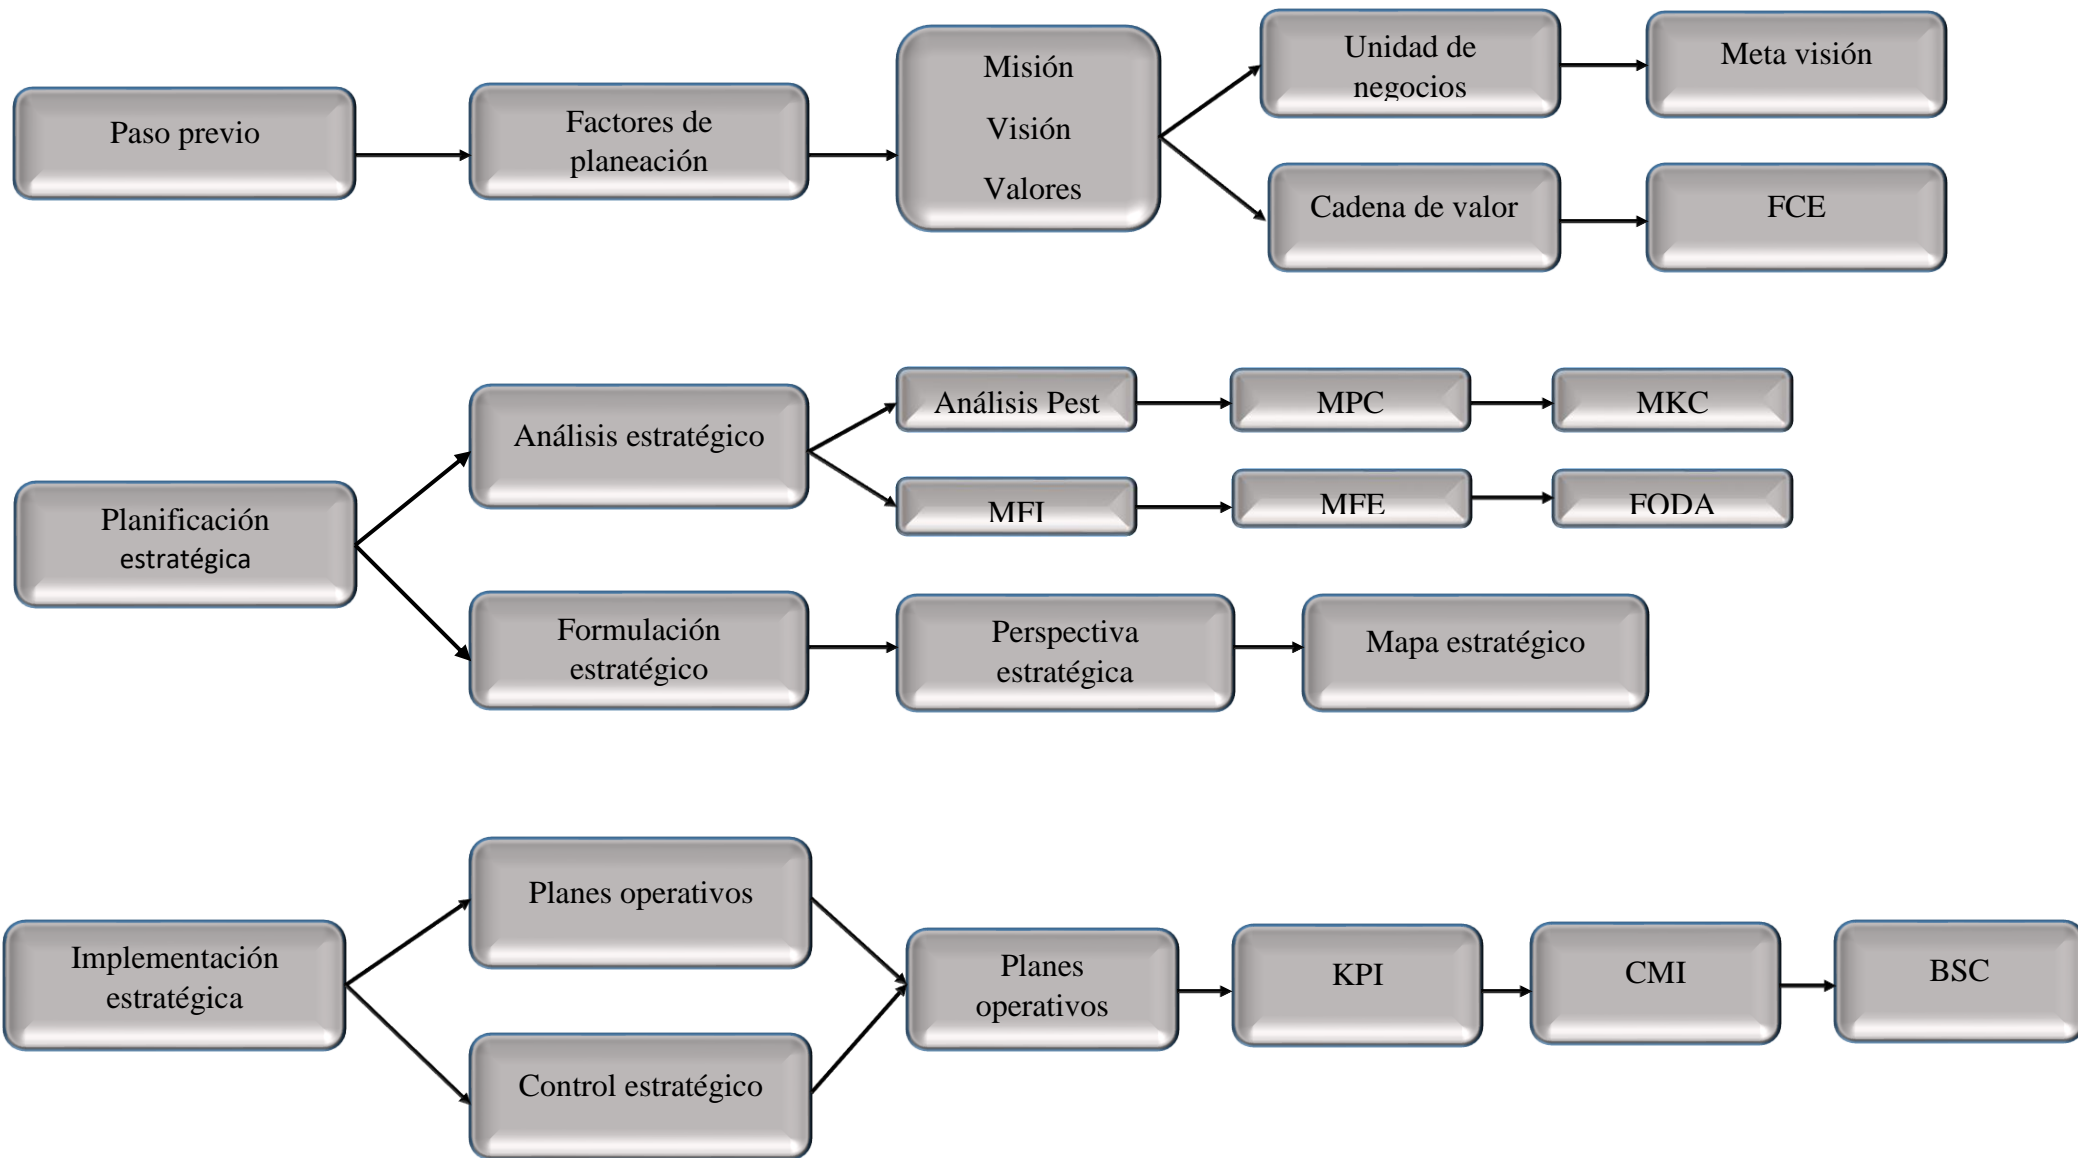 Paso previo
Factores de
planeación
Misión
Visión
Valores
Unidad de
negocios
Meta visión
Cadena de valor
FCE
Planificación
estratégica
Análisis estratégico
Análisis Pest
MPC
MKC
MFI
MFE
FODA
Formulación
estratégico
Perspectiva
estratégica
Mapa estratégico
Implementación
estratégica
Planes operativos
Control estratégico
Planes
operativos
KPI
CMI
BSC